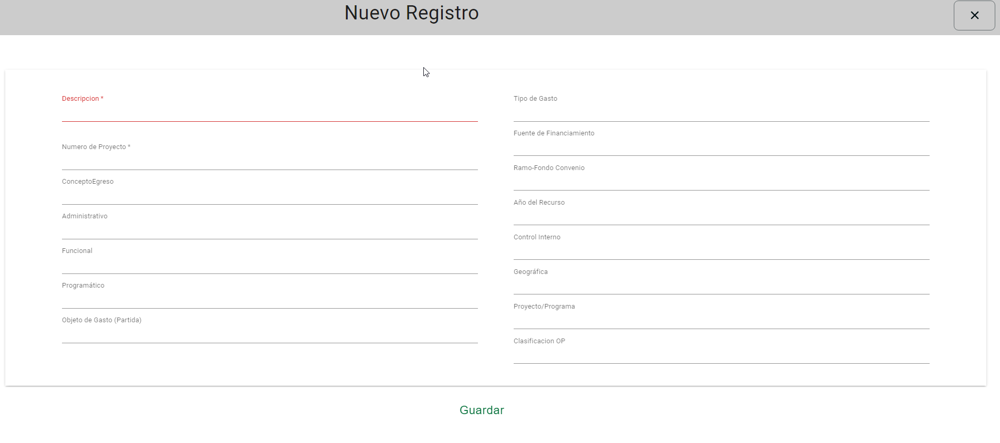 Nuevo Registro
Descripcion *
Numero de Proyecto *
ConceptoEgreso
Administrativo
Funcional
Programático
Objeto de Gasto (Partida)
Tipo de Gasto
Fuente de Financiamiento
Ramo-Fondo Convenio
Año del Recurso
Control Interno
Geográfica
Proyecto/Programa
Clasificacion OP
Guardar